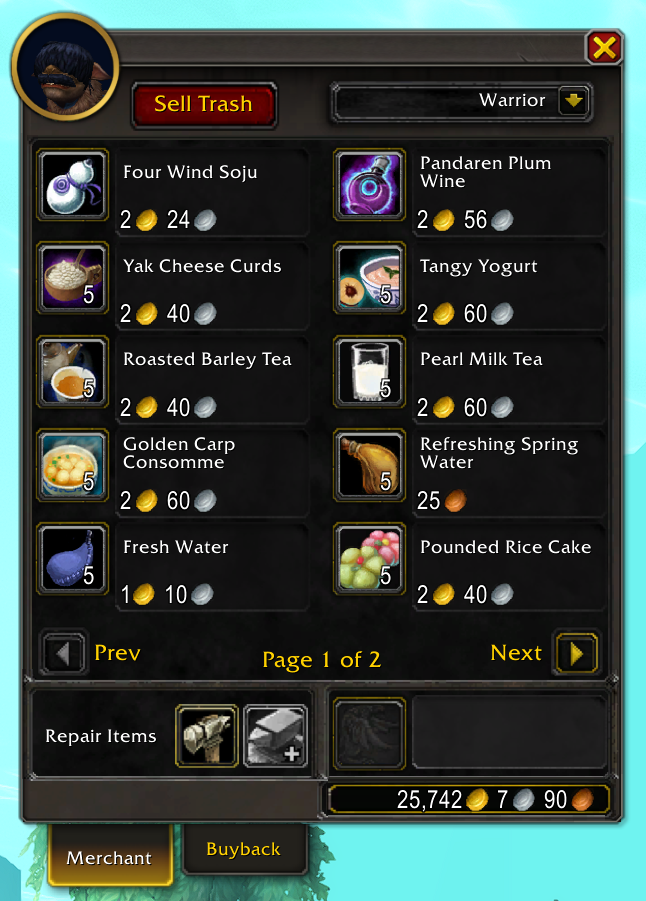 Sell Trash
Warrior
Four Wind Soju
2 24
Pandaren Plum
Wine
2 56
5
Yak Cheese Curds
2 40
5
Tangy Yogurt
2 60
5
Roasted Barley Tea
2 40
5
Pearl Milk Tea
2 60
5
Golden Carp
Consomme
2 60
5
Refreshing Spring
Water
25
5
Fresh Water
1 10
5
Pounded Rice Cake
2 40
Prev
Page 1 of 2
Next
Repair Items
25,742 7 90
Merchant
Buyback